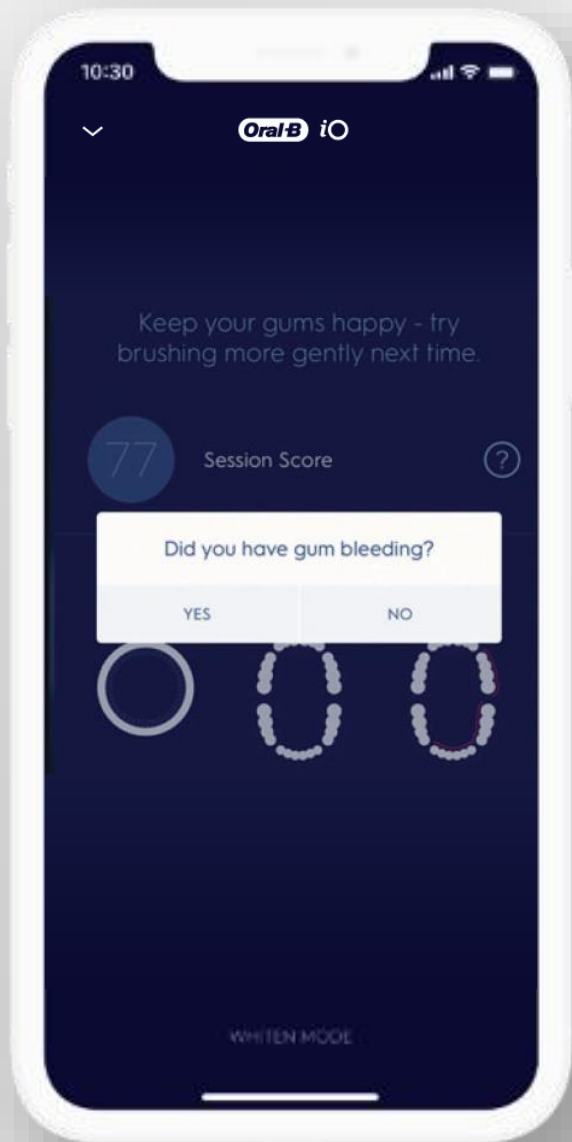 10:30
Oral-B iO
Keep your gums happy - try
brushing more gently next time.
77 Session Score ?
Did you have gum bleeding?
YES NO
WHITEN MODE